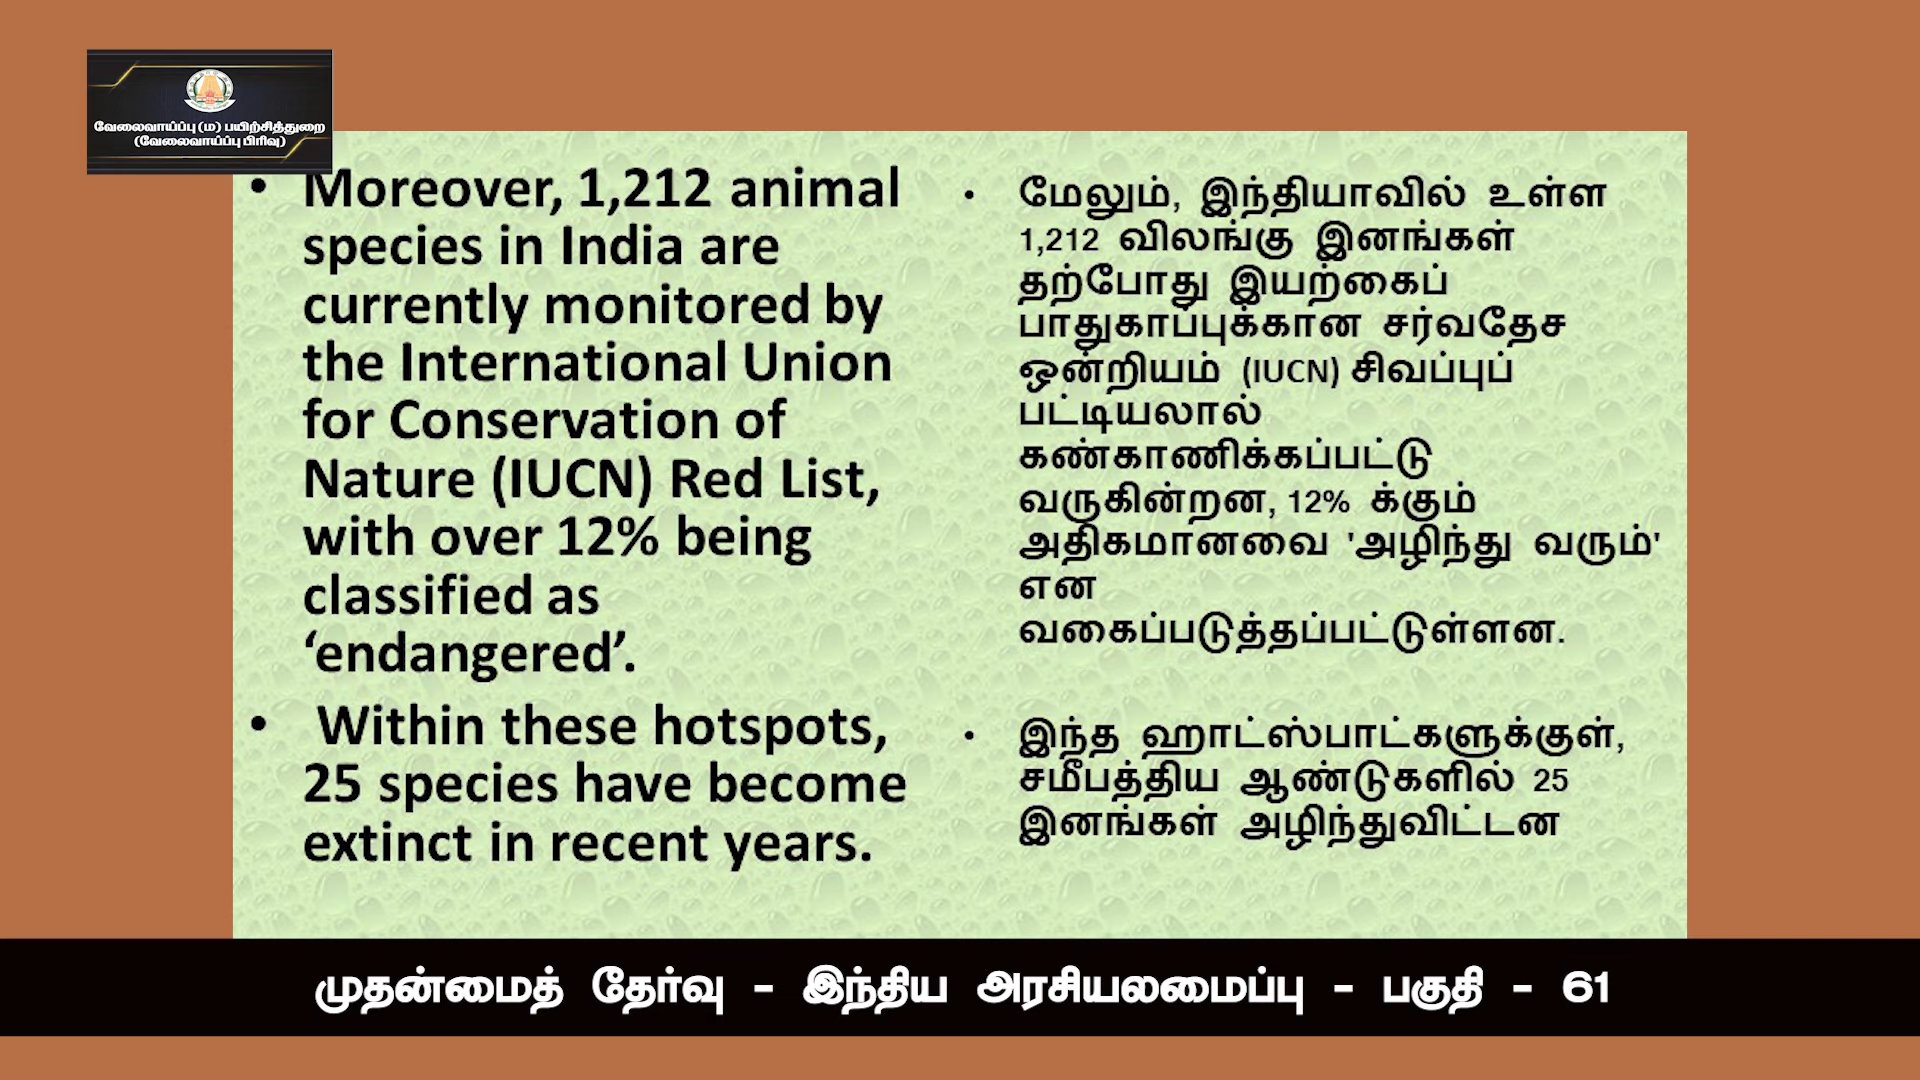 வேலைவாய்ப்பு (ம) பயிற்சித்துறை
(வேலைவாய்ப்பு பிரிவு)
• Moreover, 1,212 animal
species in India are
currently monitored by
the International Union
for Conservation of
Nature (IUCN) Red List,
with over 12% being
classified as
‘endangered’.
• Within these hotspots,
25 species have become
extinct in recent years.
• மேலும், இந்தியாவில் உள்ள
1,212 விலங்கு இனங்கள்
தற்போது இயற்கைப்
பாதுகாப்புக்கான சர்வதேச
ஒன்றியம் (IUCN) சிவப்புப்
பட்டியலால்
கண்காணிக்கப்பட்டு
வருகின்றன, 12% க்கும்
அதிகமானவை 'அழிந்து வரும்'
என
வகைப்படுத்தப்பட்டுள்ளன.
• இந்த ஹாட்ஸ்பாட்களுக்குள்,
சமீபத்திய ஆண்டுகளில் 25
இனங்கள் அழிந்துவிட்டன
முதன்மைத் தேர்வு - இந்திய அரசியலமைப்பு - பகுதி - 61